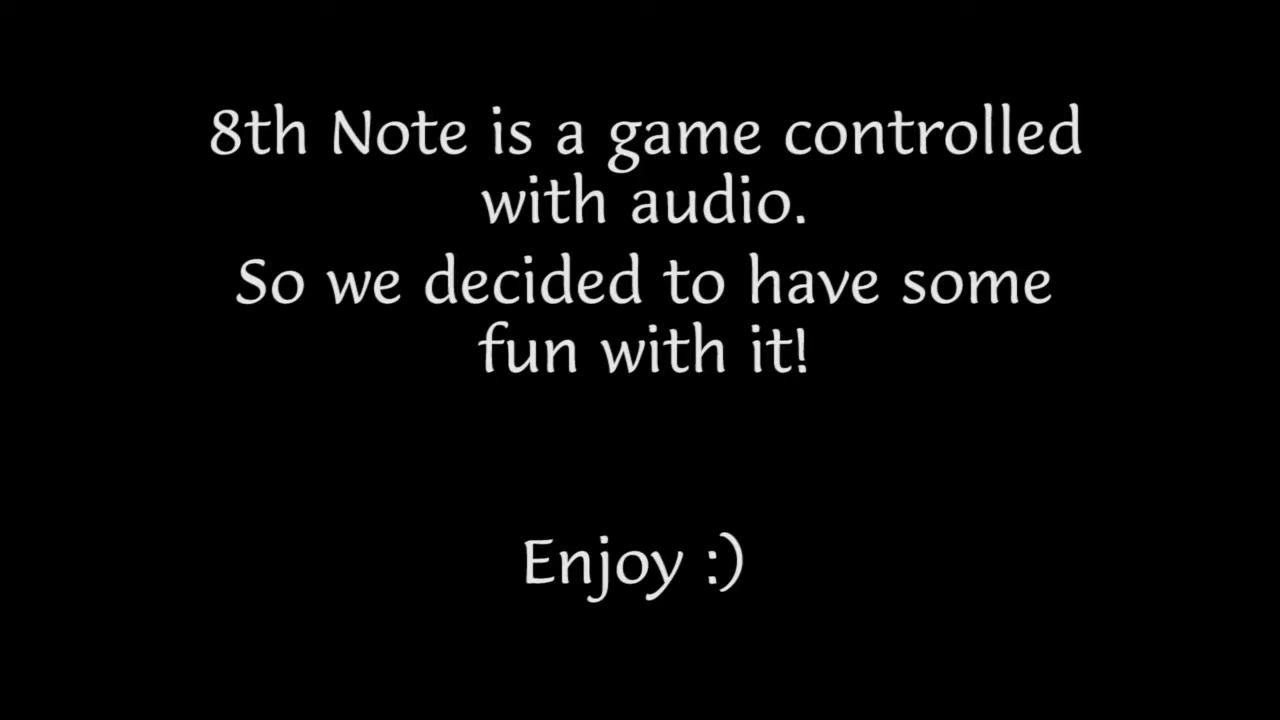 8th Note is a game controlled
with audio.
So we decided to have some
fun with it!
Enjoy :)